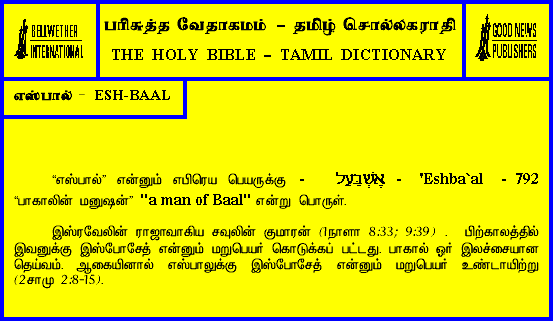 BELLWETHER
INTERNATIONAL
பரிசுத்த வேதாகமம் – தமிழ் சொல்லகராதி
THE HOLY BIBLE – TAMIL DICTIONARY
GOOD NEWS
PUBLISHERS
எஸ்பால் – ESH-BAAL
“எஸ்பால்” என்னும் எபிரெய பெயருக்கு - אֶשְׁבַּעַל - 'Eshba`al - 792
“பாகாலின் மனுஷன்” "a man of Baal" என்று பொருள்.
இஸ்ரவேலின் ராஜாவாகிய சவுலின் குமாரன் (1நாளா 8:33; 9:39) . பிற்காலத்தில்
இவனுக்கு இஸ்போசேத் என்னும் மறுபெயர் கொடுக்கப் பட்டது. பாகால் ஓர் இலச்சையான
தெய்வம். ஆகையினால் எஸ்பாலுக்கு இஸ்போசேத் என்னும் மறுபெயர் உண்டாயிற்று
(2சாமு 2:8-15).